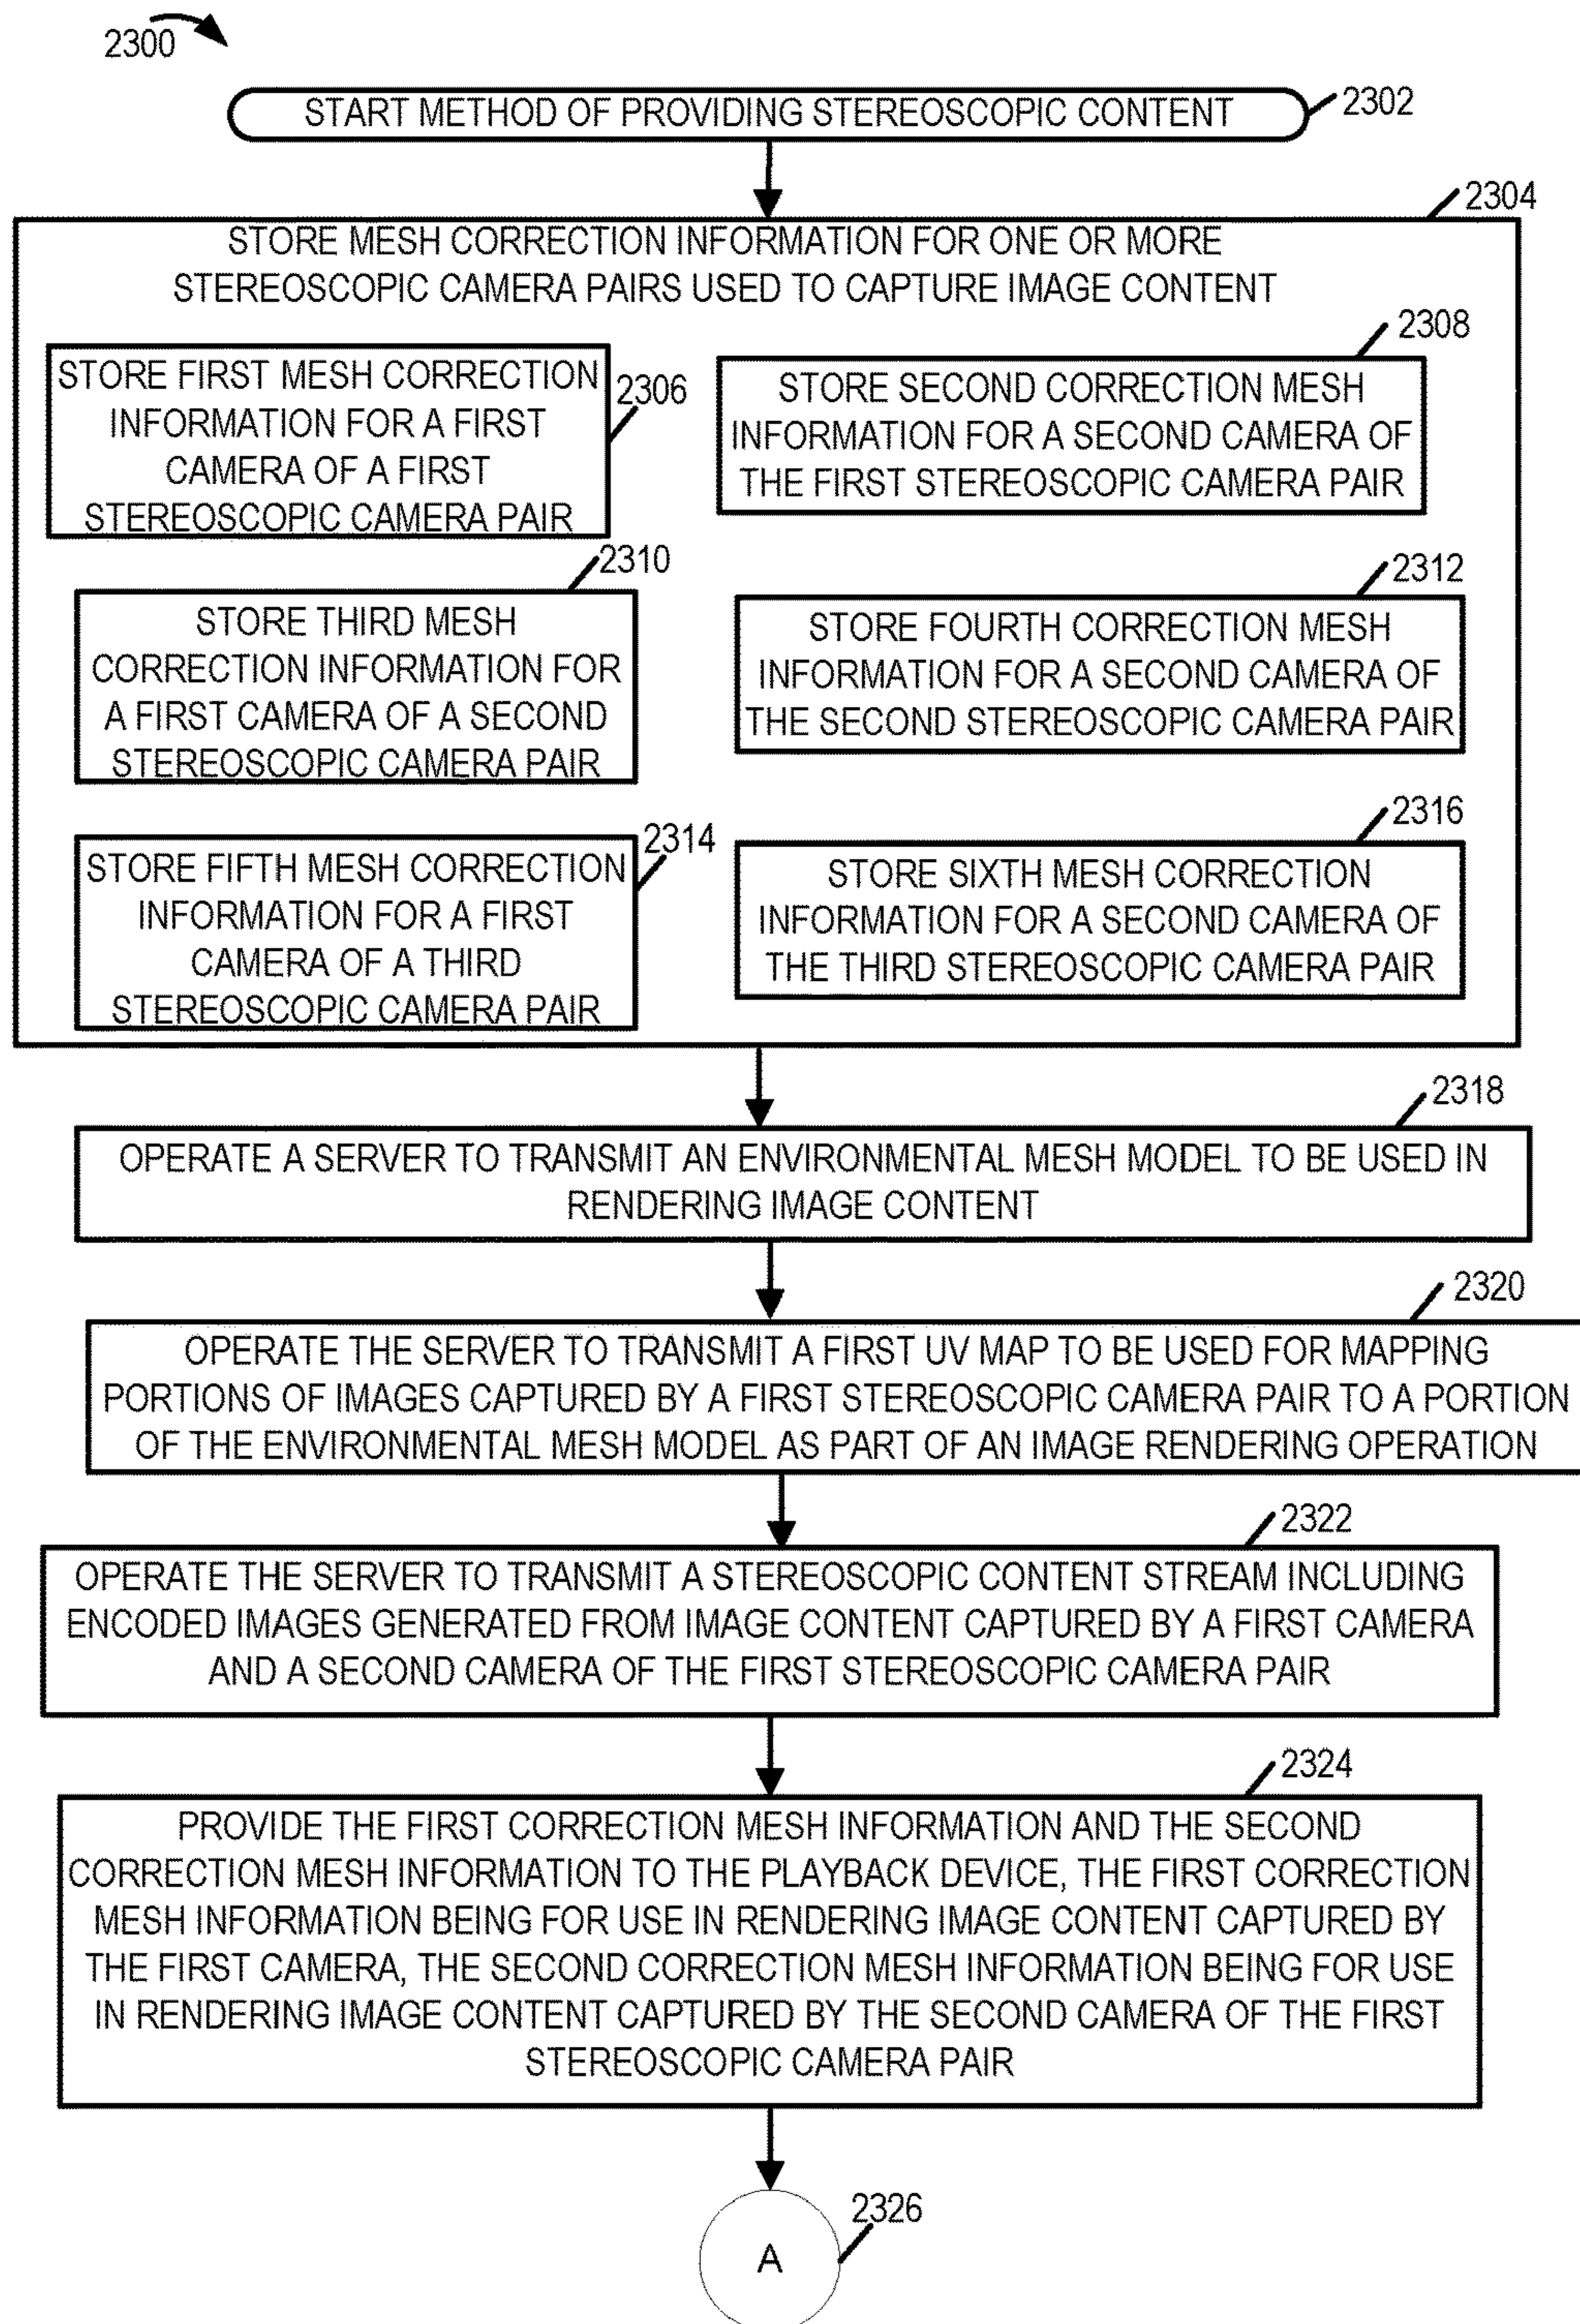 2300
START METHOD OF PROVIDING STEREOSCOPIC CONTENT
2302
2304
STORE MESH CORRECTION INFORMATION FOR ONE OR MORE
STEREOSCOPIC CAMERA PAIRS USED TO CAPTURE IMAGE CONTENT
STORE FIRST MESH CORRECTION
INFORMATION FOR A FIRST
CAMERA OF A FIRST
STEREOSCOPIC CAMERA PAIR
2306
2308
STORE SECOND CORRECTION MESH
INFORMATION FOR A SECOND CAMERA OF
THE FIRST STEREOSCOPIC CAMERA PAIR
2310
STORE THIRD MESH
CORRECTION INFORMATION FOR
A FIRST CAMERA OF A SECOND
STEREOSCOPIC CAMERA PAIR
2312
STORE FOURTH CORRECTION MESH
INFORMATION FOR A SECOND CAMERA OF
THE SECOND STEREOSCOPIC CAMERA PAIR
2314
STORE FIFTH MESH CORRECTION
INFORMATION FOR A FIRST
CAMERA OF A THIRD
STEREOSCOPIC CAMERA PAIR
2316
STORE SIXTH MESH CORRECTION
INFORMATION FOR A SECOND CAMERA OF
THE THIRD STEREOSCOPIC CAMERA PAIR
2318
OPERATE A SERVER TO TRANSMIT AN ENVIRONMENTAL MESH MODEL TO BE USED IN
RENDERING IMAGE CONTENT
2320
OPERATE THE SERVER TO TRANSMIT A FIRST UV MAP TO BE USED FOR MAPPING
PORTIONS OF IMAGES CAPTURED BY A FIRST STEREOSCOPIC CAMERA PAIR TO A PORTION
OF THE ENVIRONMENTAL MESH MODEL AS PART OF AN IMAGE RENDERING OPERATION
2322
OPERATE THE SERVER TO TRANSMIT A STEREOSCOPIC CONTENT STREAM INCLUDING
ENCODED IMAGES GENERATED FROM IMAGE CONTENT CAPTURED BY A FIRST CAMERA
AND A SECOND CAMERA OF THE FIRST STEREOSCOPIC CAMERA PAIR
2324
PROVIDE THE FIRST CORRECTION MESH INFORMATION AND THE SECOND
CORRECTION MESH INFORMATION TO THE PLAYBACK DEVICE, THE FIRST CORRECTION
MESH INFORMATION BEING FOR USE IN RENDERING IMAGE CONTENT CAPTURED BY
THE FIRST CAMERA, THE SECOND CORRECTION MESH INFORMATION BEING FOR USE
IN RENDERING IMAGE CONTENT CAPTURED BY THE SECOND CAMERA OF THE FIRST
STEREOSCOPIC CAMERA PAIR
2326
A